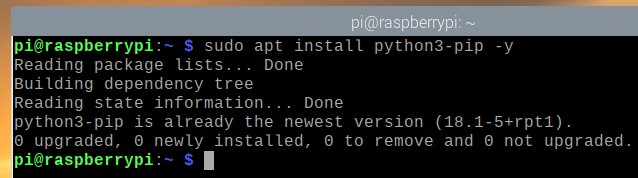 pi@raspberrypi: ~
pi@raspberrypi:~ $ sudo apt install python3-pip -y
Reading package lists... Done
Building dependency tree
Reading state information... Done
python3-pip is already the newest version (18.1-5+rpt1).
0 upgraded, 0 newly installed, 0 to remove and 0 not upgraded.
pi@raspberrypi:~ $